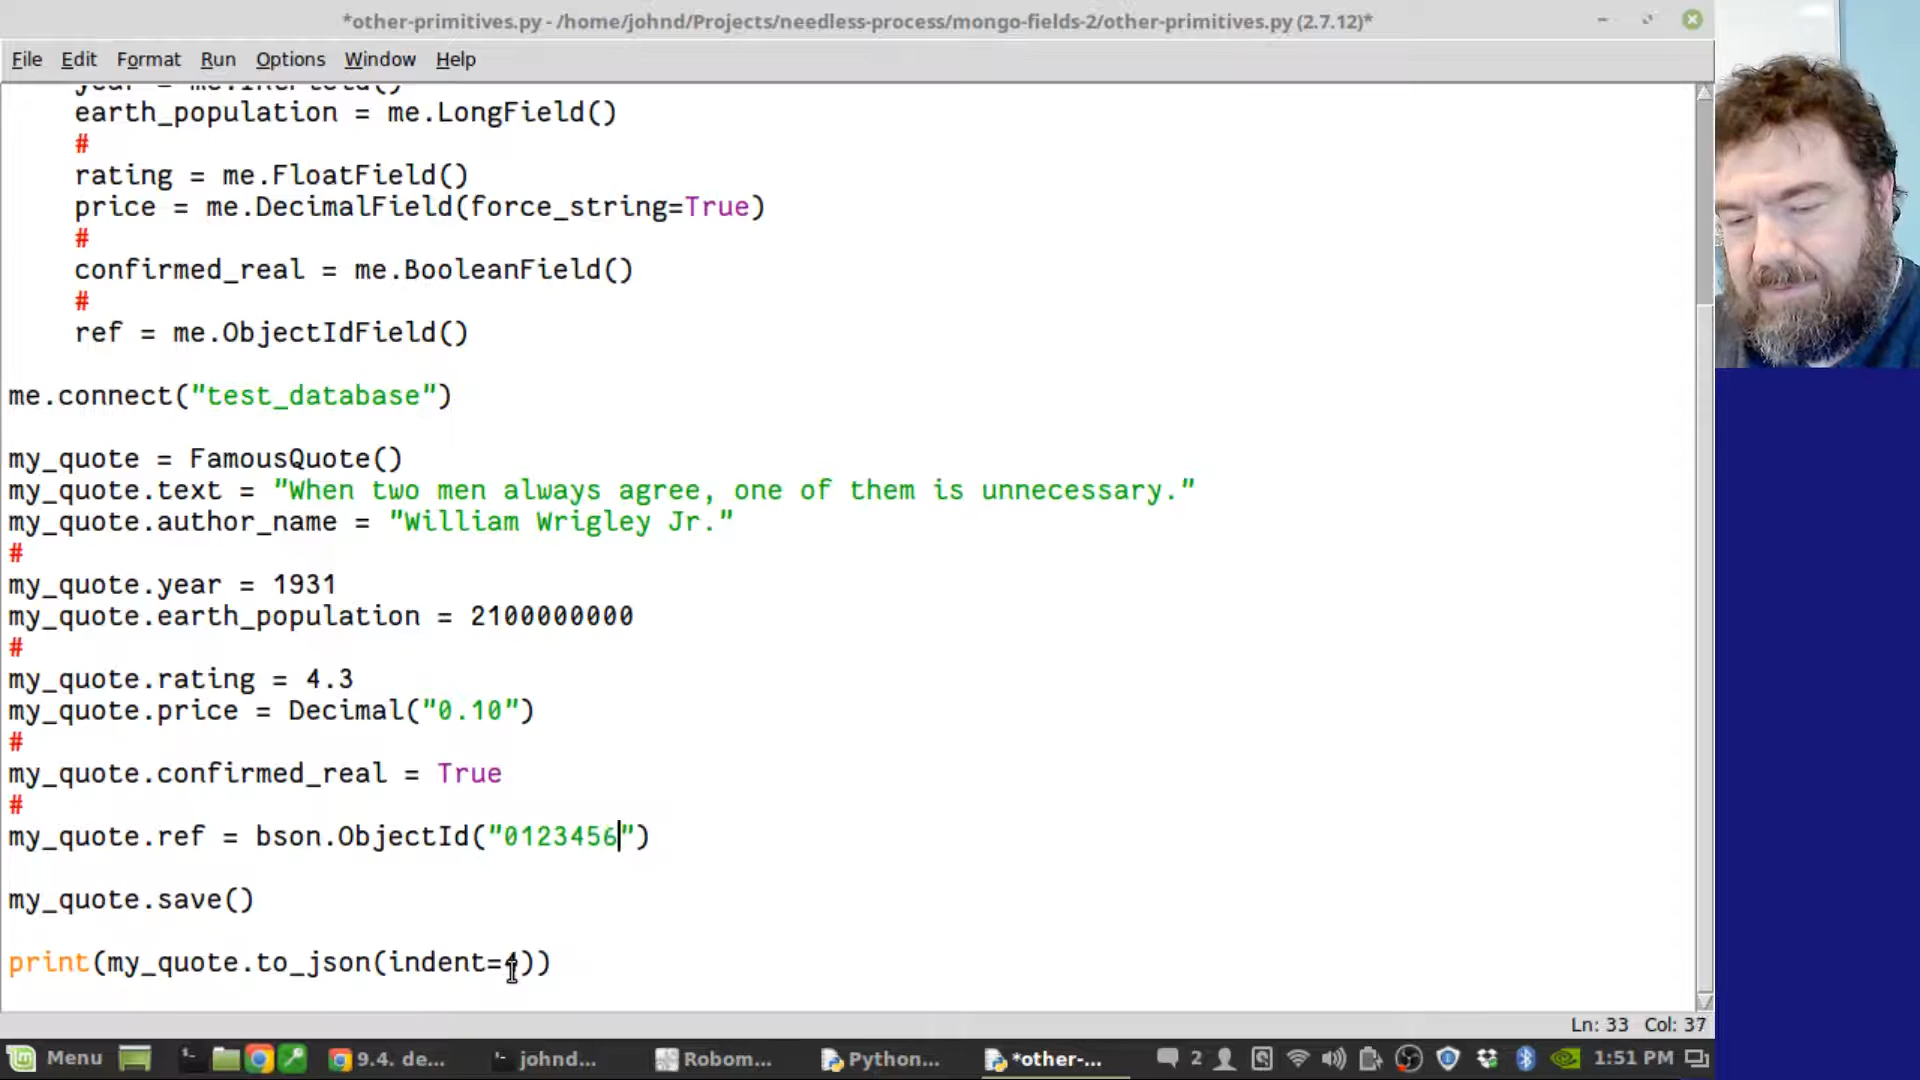 *other-primitives.py - /home/johnd/Projects/needless-process/mongo-fields-2/other-primitives.py (2.7.12)*
File Edit Format Run Options Window Help
earth_population = me.LongField()
#
rating = me.FloatField()
price = me.DecimalField(force_string=True)
#
confirmed_real = me.BooleanField()
#
ref = me.ObjectIdField()
me.connect("test_database")
my_quote = FamousQuote()
my_quote.text = "When two men always agree, one of them is unnecessary."
my_quote.author_name = "William Wrigley Jr."
#
my_quote.year = 1931
my_quote.earth_population = 2100000000
#
my_quote.rating = 4.3
my_quote.price = Decimal("0.10")
#
my_quote.confirmed_real = True
#
my_quote.ref = bson.ObjectId("0123456")
my_quote.save()
print(my_quote.to_json(indent=4))
Ln: 33 Col: 37
Menu 9.4. de... johnd... Robom... Python... *other-... 2 1:51 PM